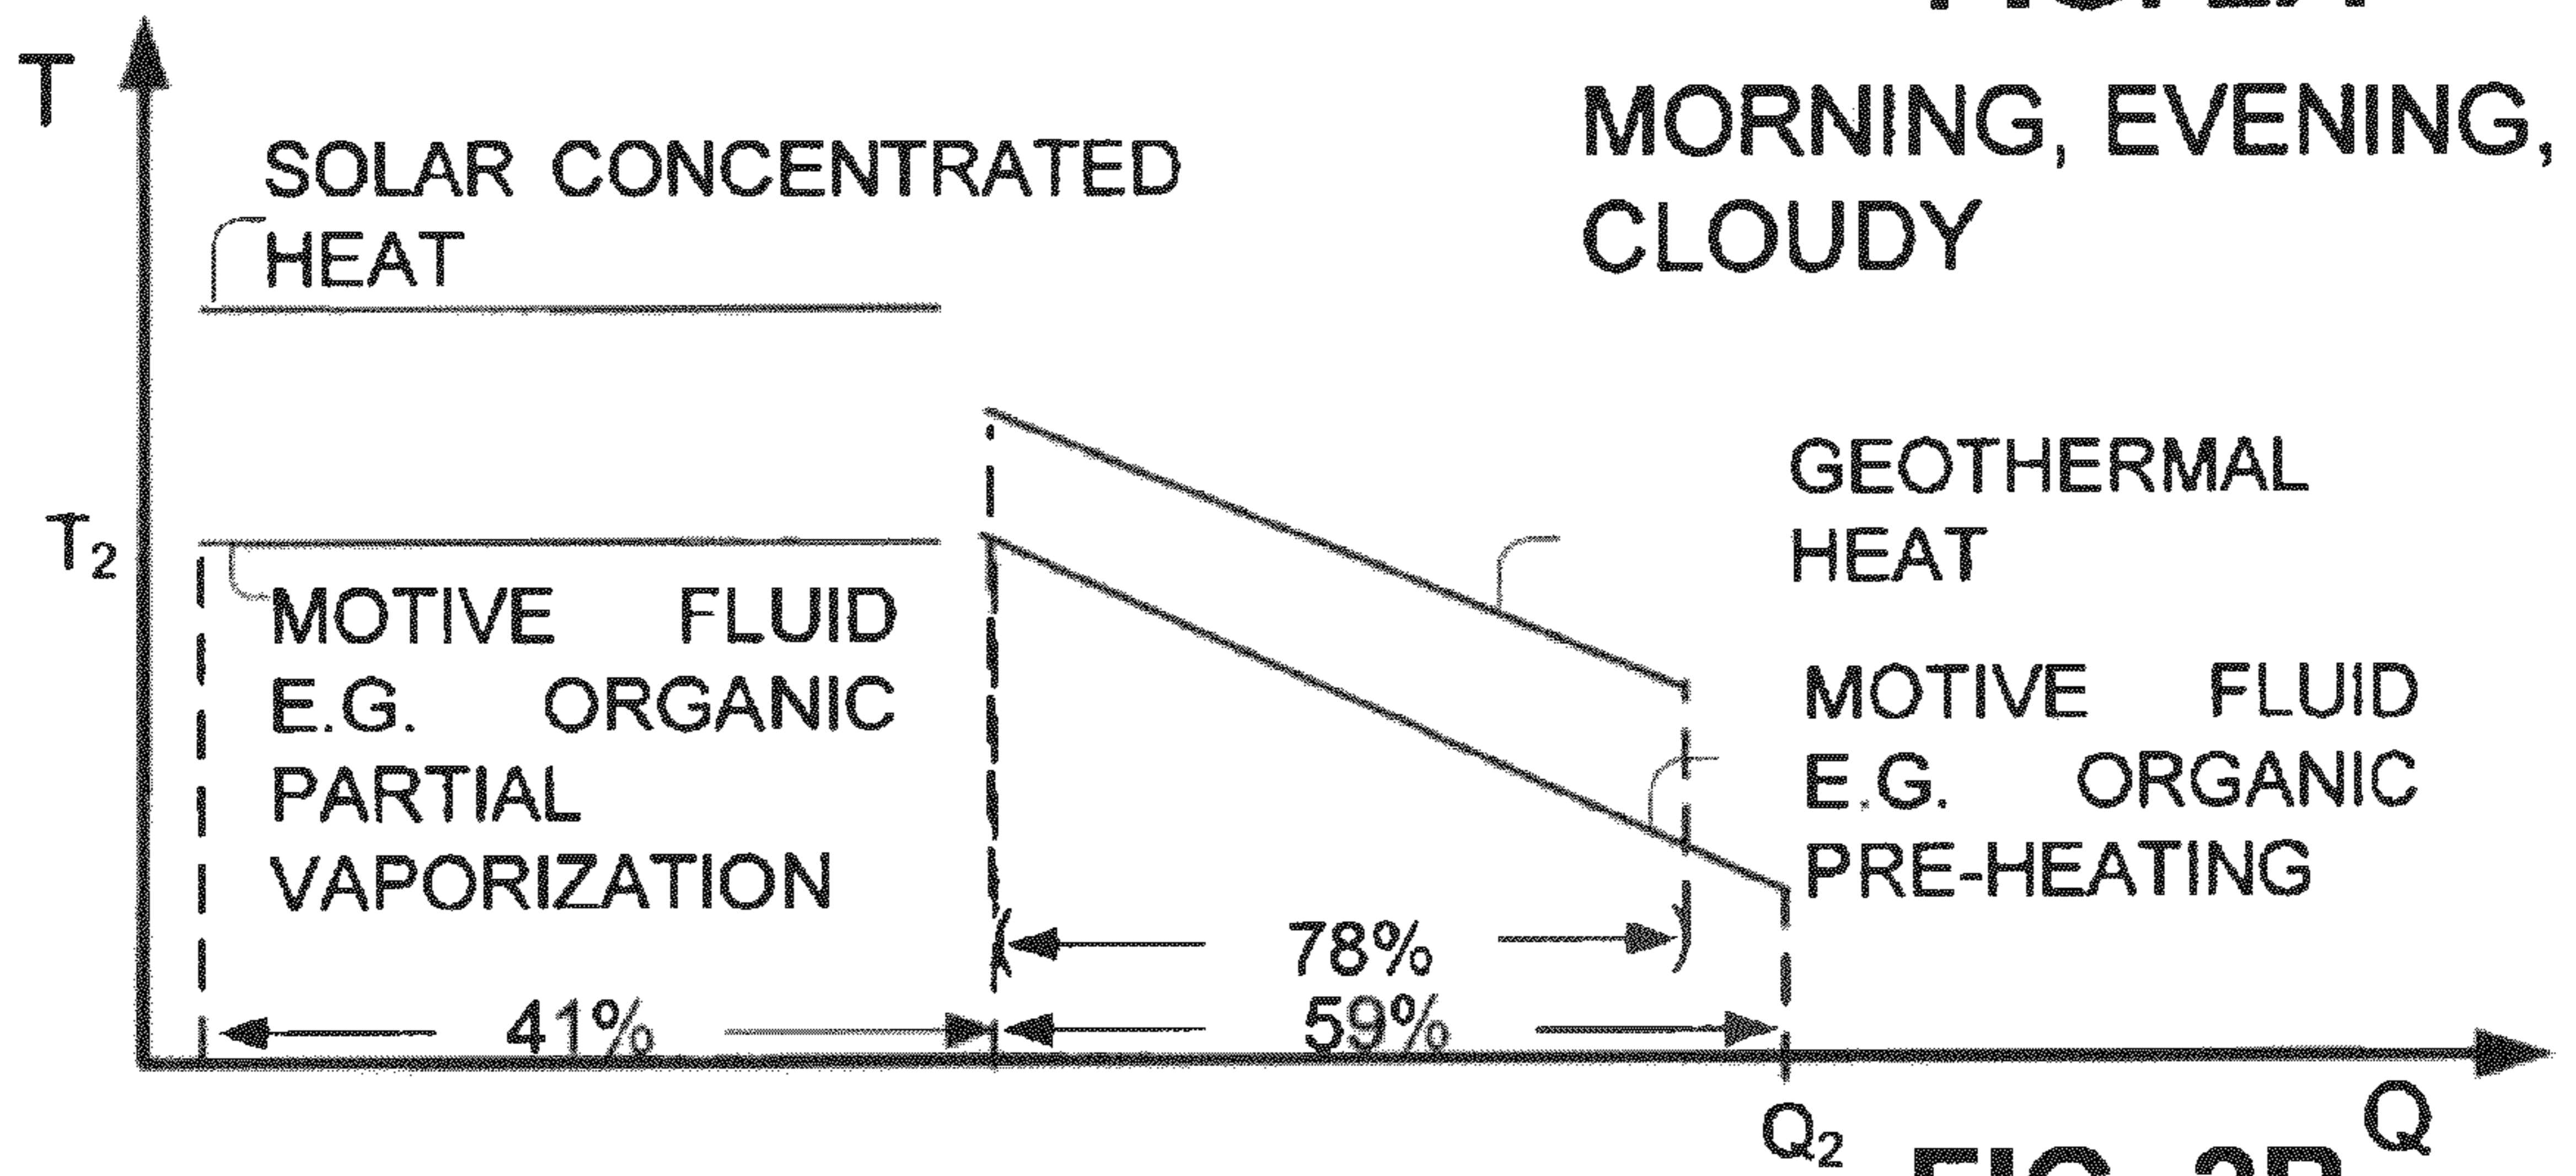 T
SOLAR CONCENTRATED
HEAT
MORNING, EVENING,
CLOUDY
T₂
GEOTHERMAL
HEAT
MOTIVE FLUID
E.G. ORGANIC
PARTIAL
VAPORIZATION
MOTIVE FLUID
E.G. ORGANIC
PRE-HEATING
78%
41%
59%
Q₂
Q